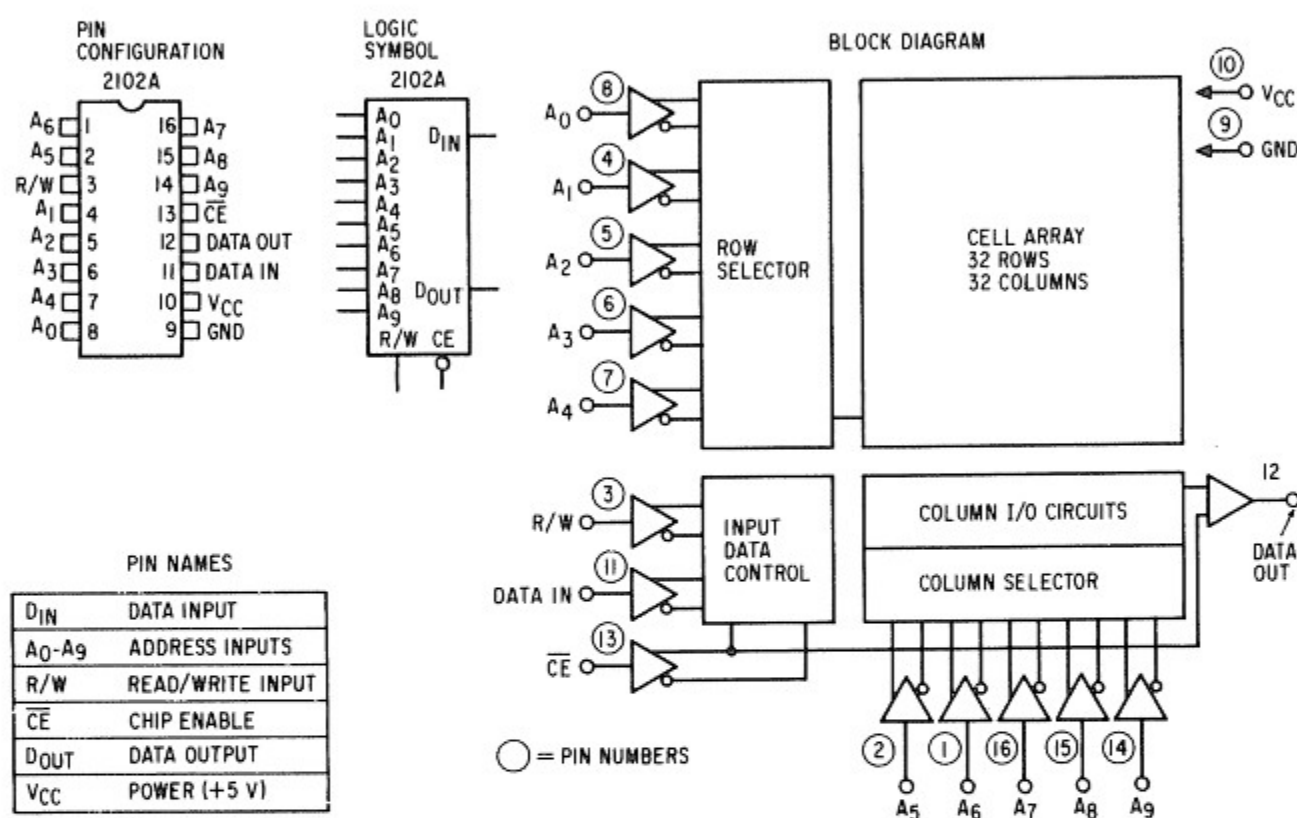 PIN
CONFIGURATION
2102A
A6 1 16 A7
A5 2 15 A8
R/W 3 14 A9
A1 4 13 C̅E̅
A2 5 12 DATA OUT
A3 6 11 DATA IN
A4 7 10 VCC
A0 8 9 GND
LOGIC
SYMBOL
2102A
A0
A1 DIN
A2
A3
A4
A5
A6
A7
A8 DOUT
A9
R/W CE
BLOCK DIAGRAM
8
A0
4
A1
5
A2
6
A3
7
A4
ROW
SELECTOR
CELL ARRAY
32 ROWS
32 COLUMNS
10
VCC
9
GND
3
R/W
11
DATA IN
13
C̅E̅
INPUT
DATA
CONTROL
COLUMN I/O CIRCUITS
COLUMN SELECTOR
12
DATA
OUT
2 1 16 15 14
A5 A6 A7 A8 A9
= PIN NUMBERS
PIN NAMES
DIN DATA INPUT
A0-A9 ADDRESS INPUTS
R/W READ/WRITE INPUT
C̅E̅ CHIP ENABLE
DOUT DATA OUTPUT
VCC POWER (+5 V)